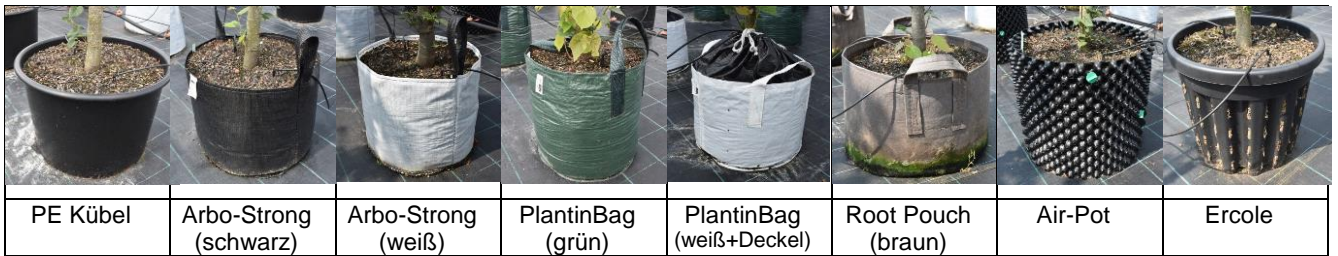 PE Kübel
Arbo-Strong
(schwarz)
Arbo-Strong
(weiß)
PlantinBag
(grün)
PlantinBag
(weiß+Deckel)
Root Pouch
(braun)
Air-Pot
Ercole